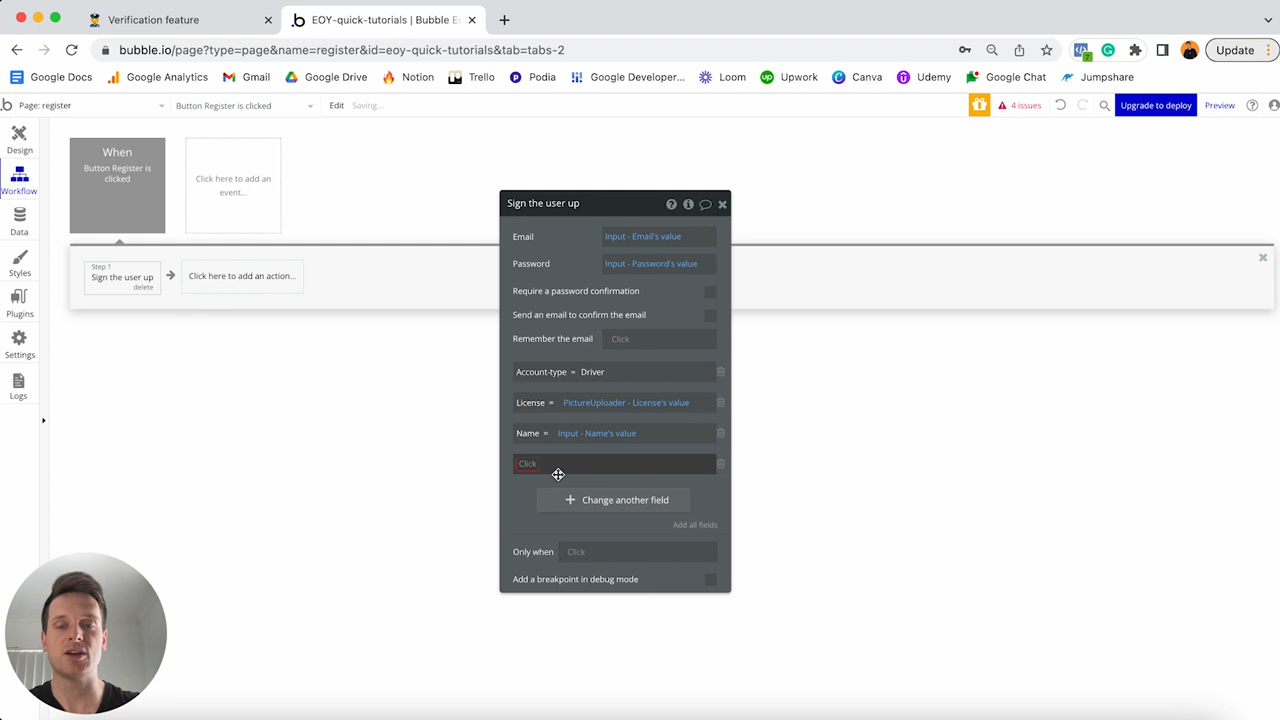 Verification feature
EOY-quick-tutorials | Bubble E
bubble.io/page?type=page&name=register&id=eoy-quick-tutorials&tab=tabs-2
7
Update
Google Docs
Google Analytics
Gmail
Google Drive
Notion
Trello
Podia
Google Developer...
Loom
Upwork
Canva
Udemy
Google Chat
Jumpshare
Page: register
Button Register is clicked
Edit
Saving...
4 issues
Upgrade to deploy
Preview
Design
Workflow
Data
Styles
Plugins
Settings
Logs
When
Button Register is
clicked
Click here to add an
event...
Step 1
Sign the user up
delete
Click here to add an action...
Sign the user up
Email
Input - Email's value
Password
Input - Password's value
Require a password confirmation
Send an email to confirm the email
Remember the email
Click
Account-type = Driver
License = PictureUploader - License's value
Name = Input - Name's value
Click
Change another field
Add all fields
Only when
Click
Add a breakpoint in debug mode